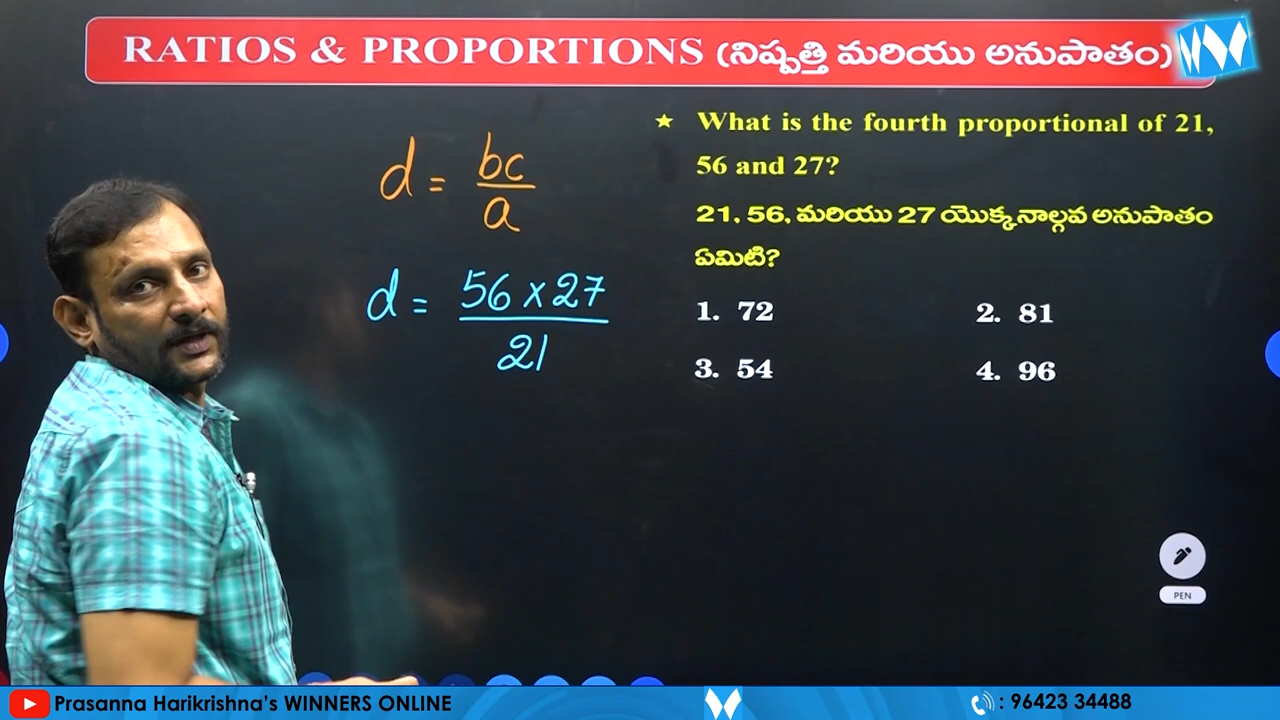 RATIOS & PROPORTIONS (నిష్పత్తి మరియు అనుపాతం)
★ What is the fourth proportional of 21,
56 and 27?
21, 56, మరియు 27 యొక్క నాల్గవ అనుపాతం
ఏమిటి?
1. 72 2. 81
3. 54 4. 96
d = bc/a
d = 56 × 27/21
PEN
Prasanna Harikrishna's WINNERS ONLINE
: 96423 34488